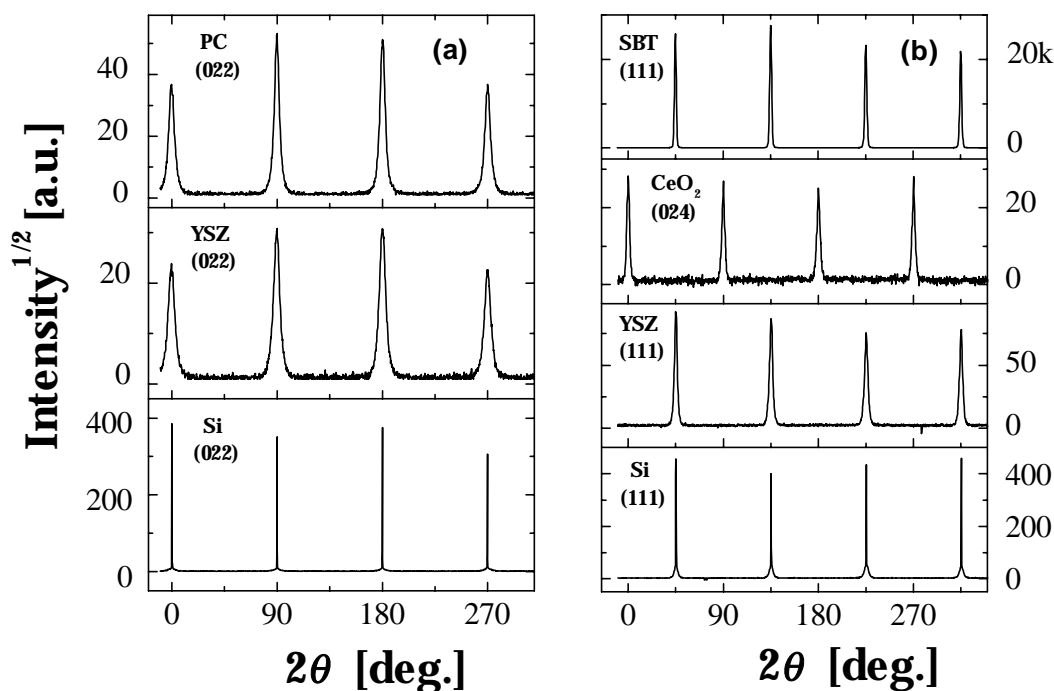 Intensity^1/2 [a.u.]
PC
(022)
(a)
40
20
0
YSZ
(022)
20
0
Si
(022)
400
200
0
0 90 180 270
2θ [deg.]
SBT
(111)
(b)
20k
0
CeO₂
(024)
20
0
YSZ
(111)
50
0
Si
(111)
400
200
0
0 90 180 270
2θ [deg.]